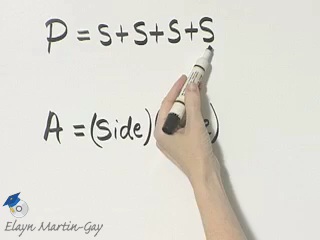 P = S+S+S+S
A = (side)(
Elayn Martin-Gay